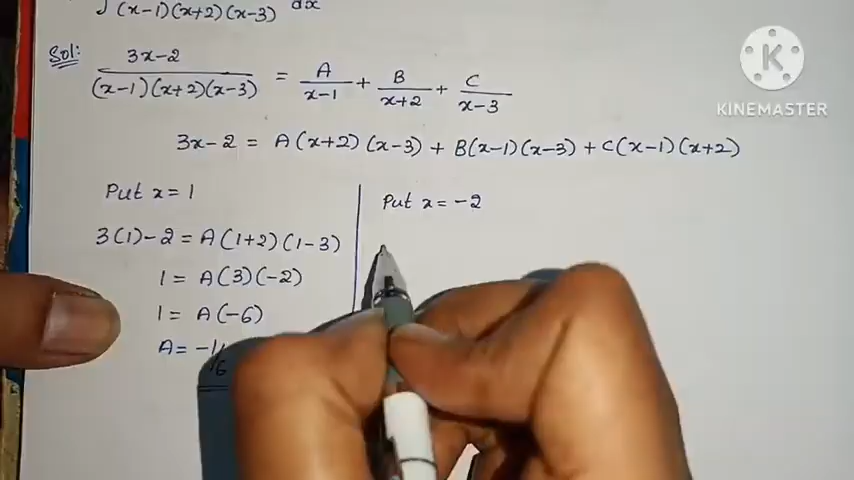 ∫ (x-1)(x+2)(x-3) dx
Sol:
3x-2 / (x-1)(x+2)(x-3) = A / x-1 + B / x+2 + C / x-3
3x-2 = A(x+2)(x-3) + B(x-1)(x-3) + C(x-1)(x+2)
Put x = 1
3(1)-2 = A(1+2)(1-3)
1 = A(3)(-2)
1 = A(-6)
A = -1/6
Put x = -2
K
KINEMASTER